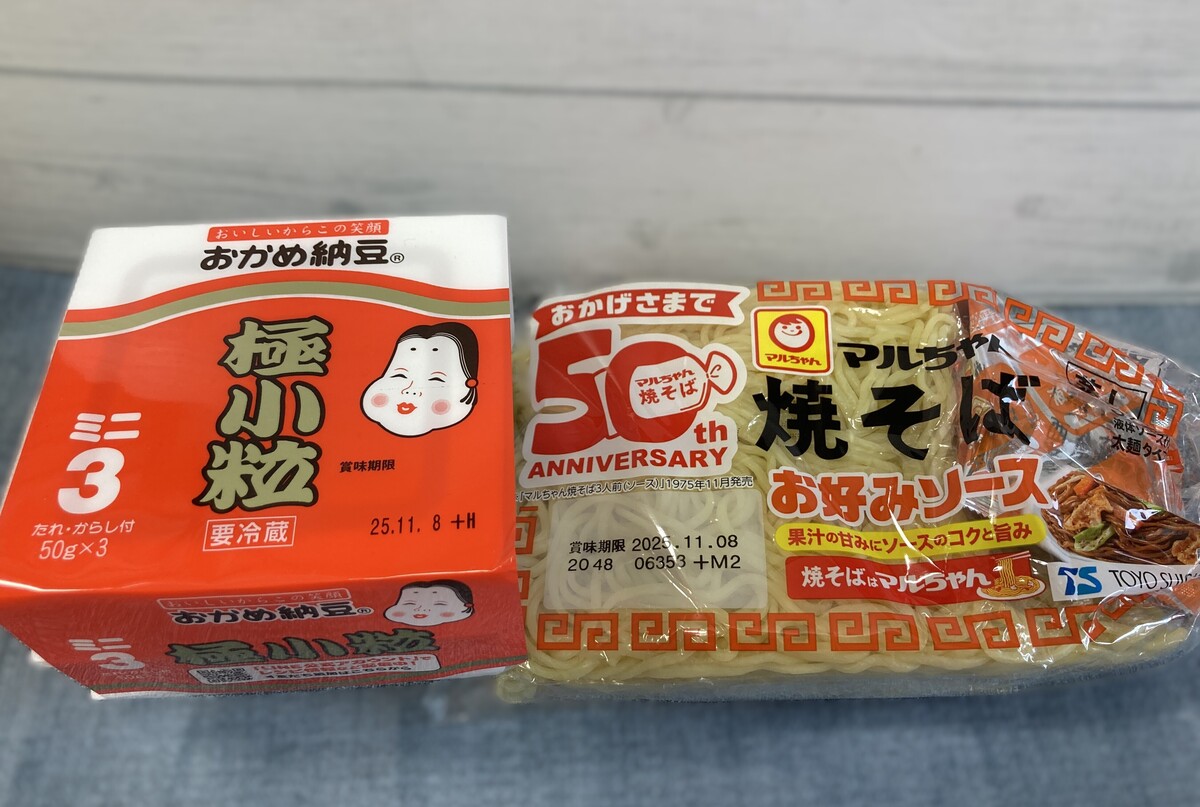 おいしいからこの笑顔
おかめ納豆®
極小粒
ミニ
3
たれ・からし付
50g×3
要冷蔵
賞味期限
25.11. 8 +H
おいしいからこの笑顔
おかめ納豆®
極小粒
ミニ
3
おかげさまで
50th
マルちゃん
焼そば
ANNIVERSARY
「マルちゃん焼そば3人前(ソース)」1975年11月発売
賞味期限 2025.11.08
20 48 06353 +M2
マルちゃん
マルちゃん
焼そば
お好みソース
果汁の甘みにソースのコクと旨み
焼そばはマルちゃん
太麺タイ
TS TOYO SUI